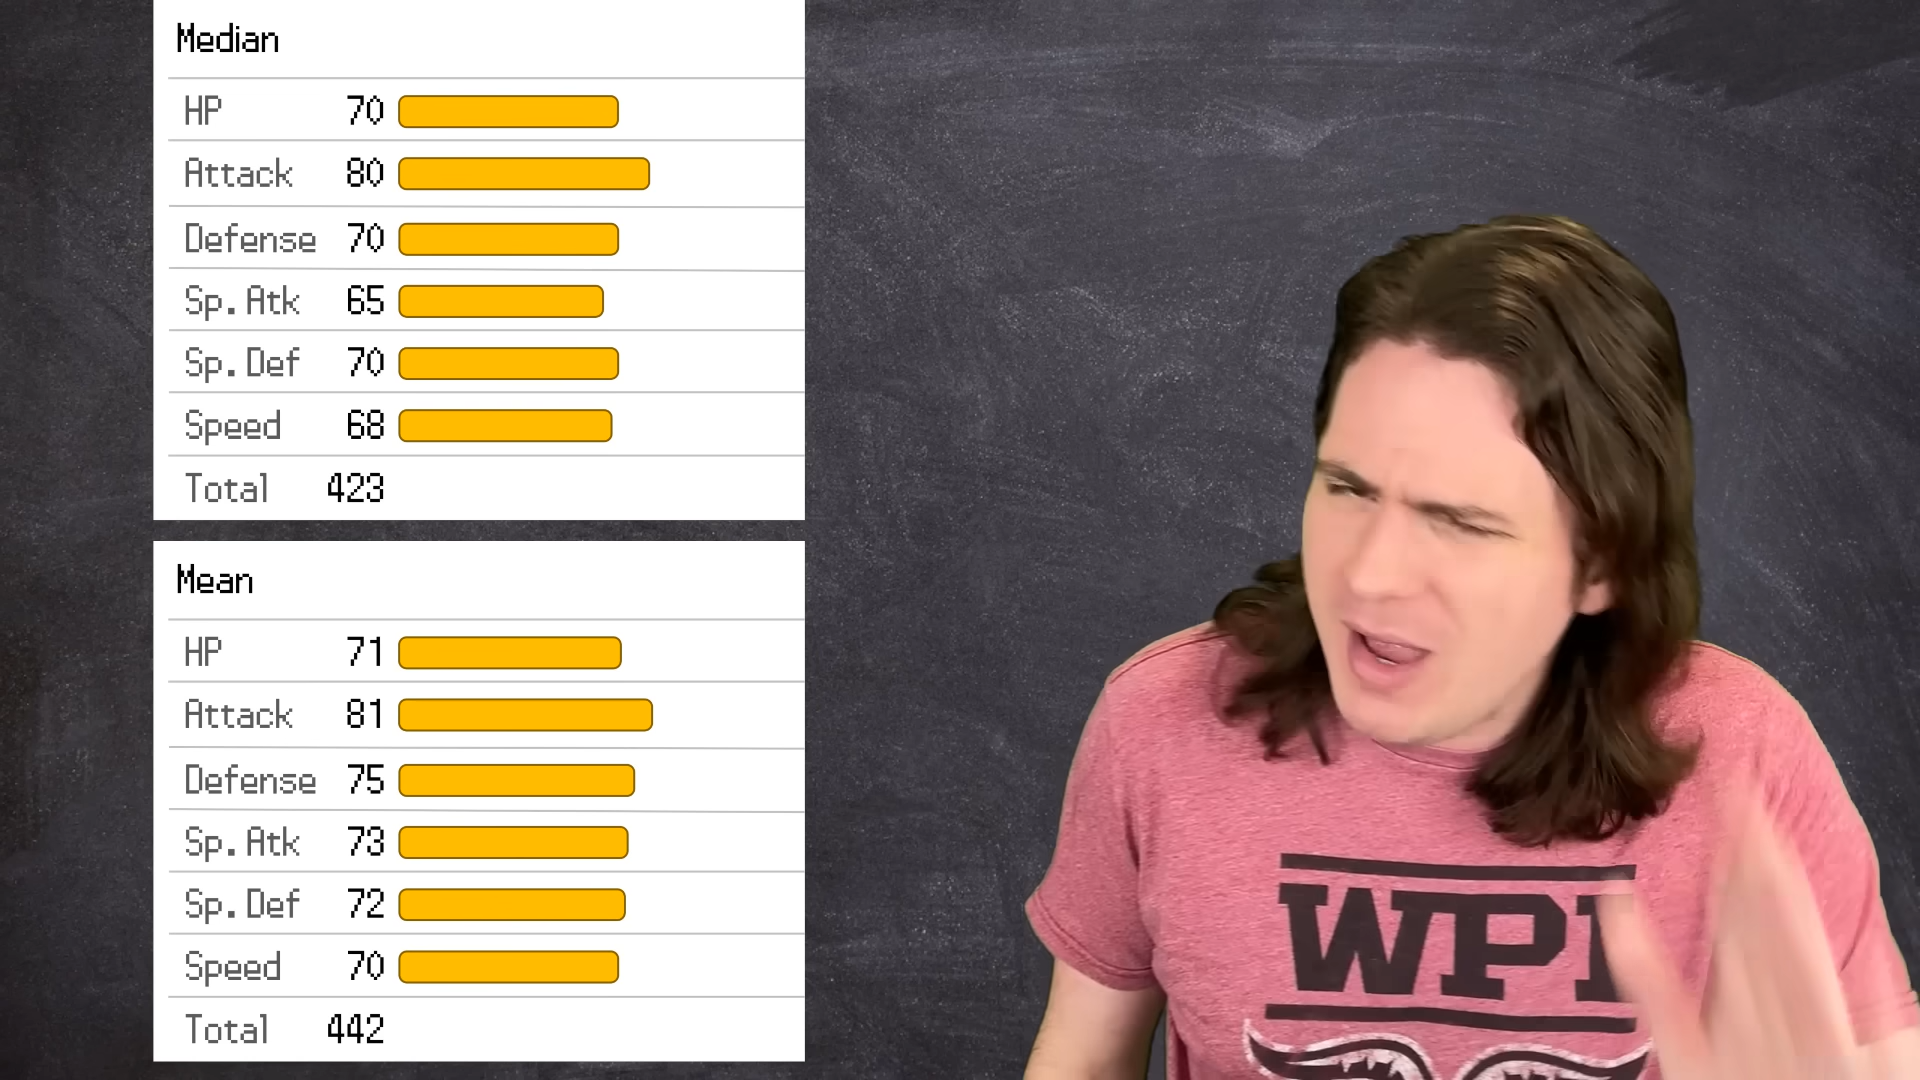 Median
HP 70
Attack 80
Defense 70
Sp.Atk 65
Sp.Def 70
Speed 68
Total 423
Mean
HP 71
Attack 81
Defense 75
Sp.Atk 73
Sp.Def 72
Speed 70
Total 442